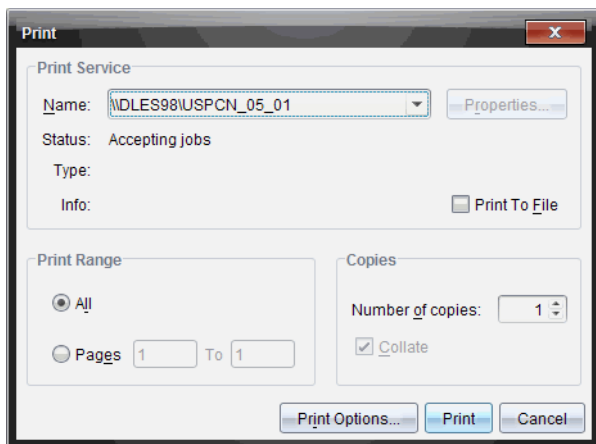 Print
Print Service
Name: \\DLES98\USPCN_05_01 Properties...
Status: Accepting jobs
Type:
Info: Print To File
Print Range Copies
All Number of copies: 1
Pages 1 To 1 Collate
Print Options... Print Cancel